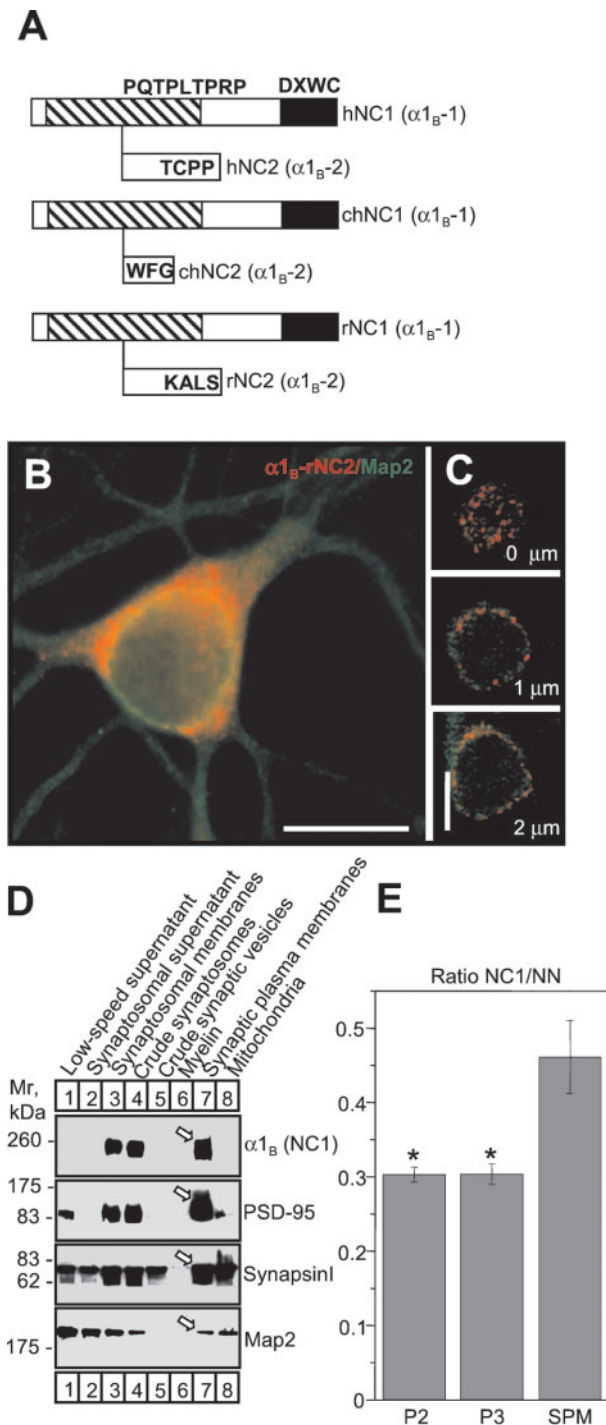 A
PQTPLTPRP DXWC
hNC1 (α1B-1)
TCPP hNC2 (α1B-2)
chNC1 (α1B-1)
WFG chNC2 (α1B-2)
rNC1 (α1B-1)
KALS rNC2 (α1B-2)
B α1B-rNC2/Map2
C
0 μm
1 μm
2 μm
D
Low-speed supernatant
Synaptosomal supernatant
Synaptosomal membranes
Crude synaptosomes
Crude synaptic vesicles
Myelin
Synaptic plasma membranes
Mitochondria
Mr, kDa
1 2 3 4 5 6 7 8
260 - α1B (NC1)
175 -
83 - PSD-95
83 -
62 - SynapsinI
175 - Map2
1 2 3 4 5 6 7 8
E
Ratio NC1/NN
0.5
0.4
0.3
0.2
0.1
0
* *
P2 P3 SPM